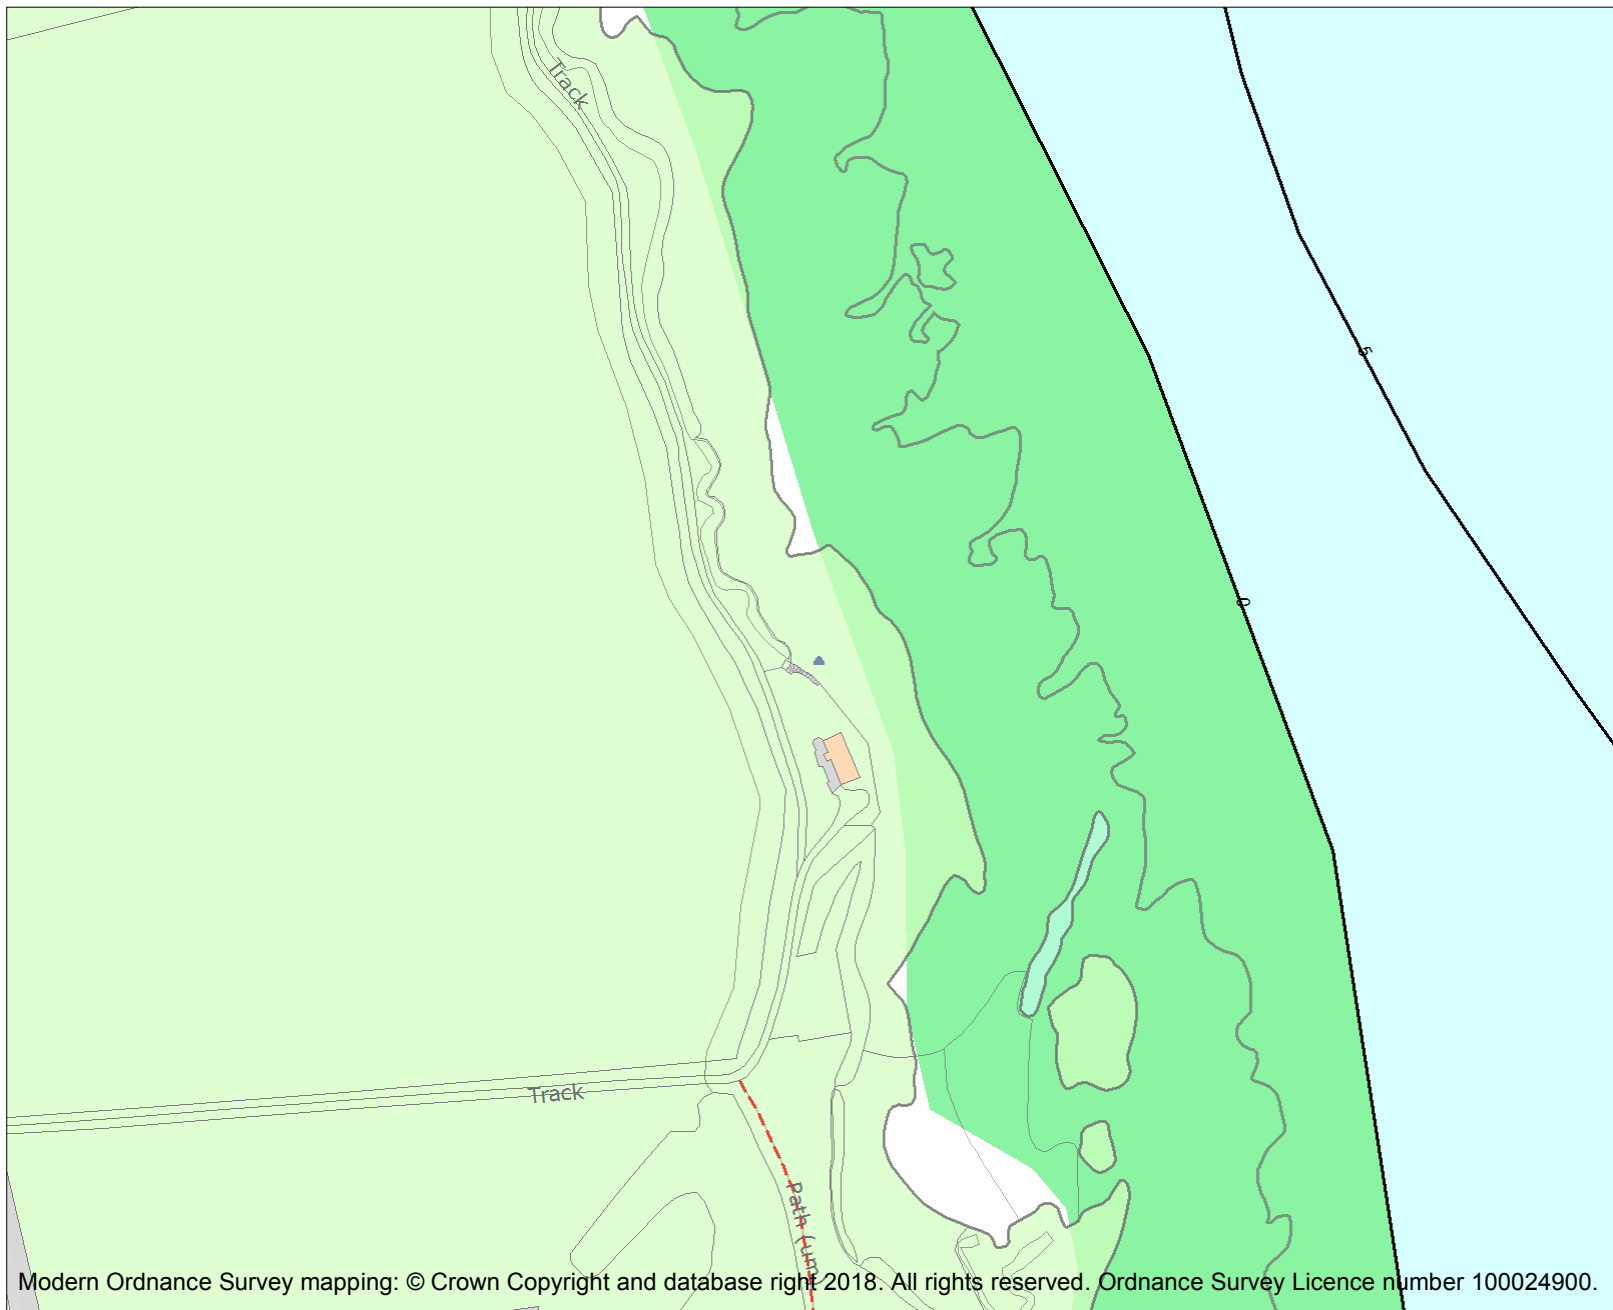 Track
5
0
Track
Path (um)
Modern Ordnance Survey mapping: © Crown Copyright and database right 2018. All rights reserved. Ordnance Survey Licence number 100024900.